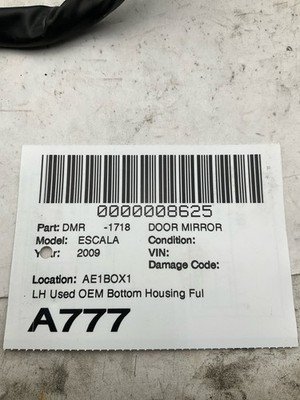 0000008625
Part: DMR -1718 DOOR MIRROR
Model: ESCALA Condition:
Year: 2009 VIN:
Damage Code:
Location: AE1BOX1
LH Used OEM Bottom Housing Ful
A777